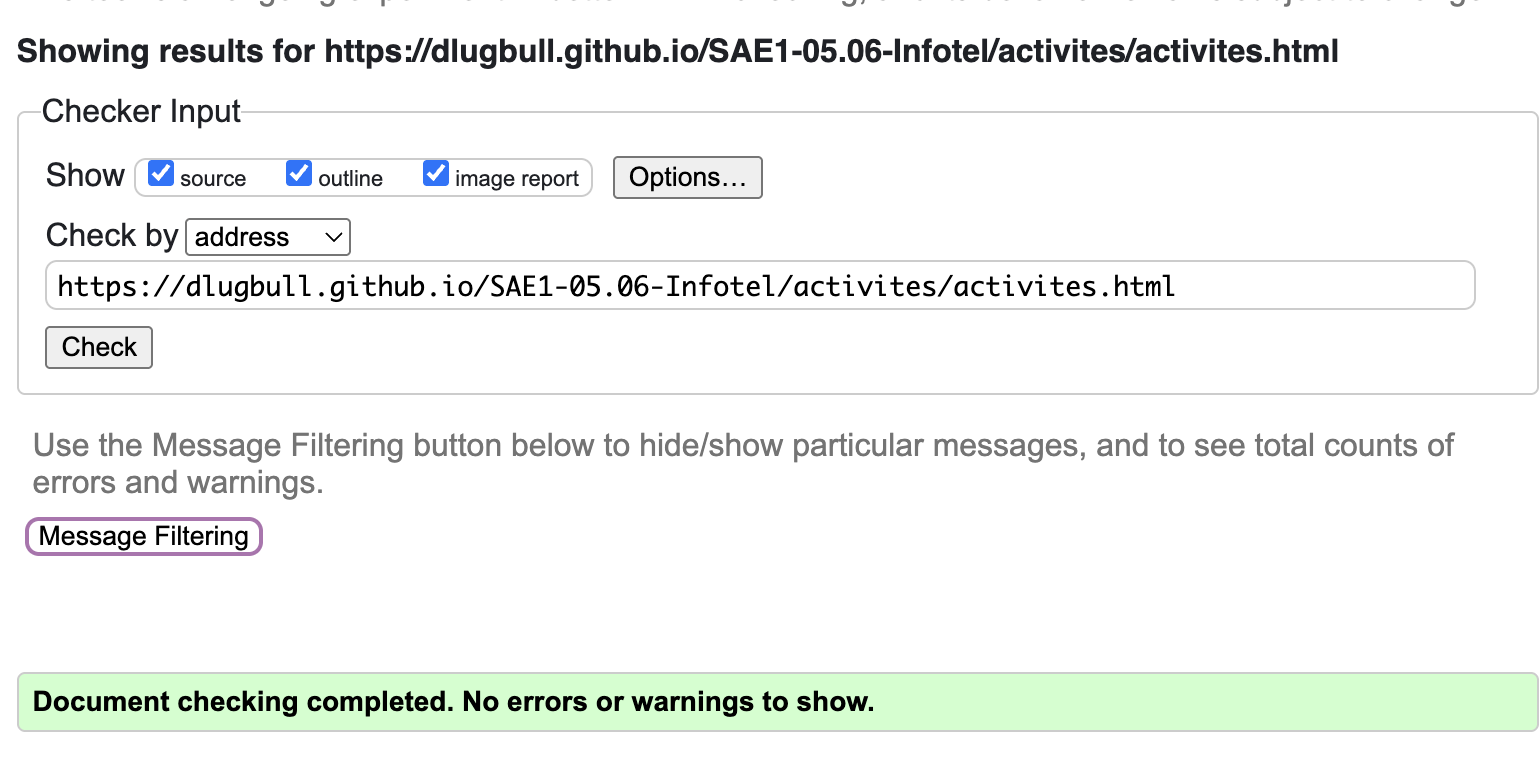 Showing results for https://dlugbull.github.io/SAE1-05.06-Infotel/activites/activites.html
Checker Input
Show source outline image report Options...
Check by address
https://dlugbull.github.io/SAE1-05.06-Infotel/activites/activites.html
Check
Use the Message Filtering button below to hide/show particular messages, and to see total counts of
errors and warnings.
Message Filtering
Document checking completed. No errors or warnings to show.